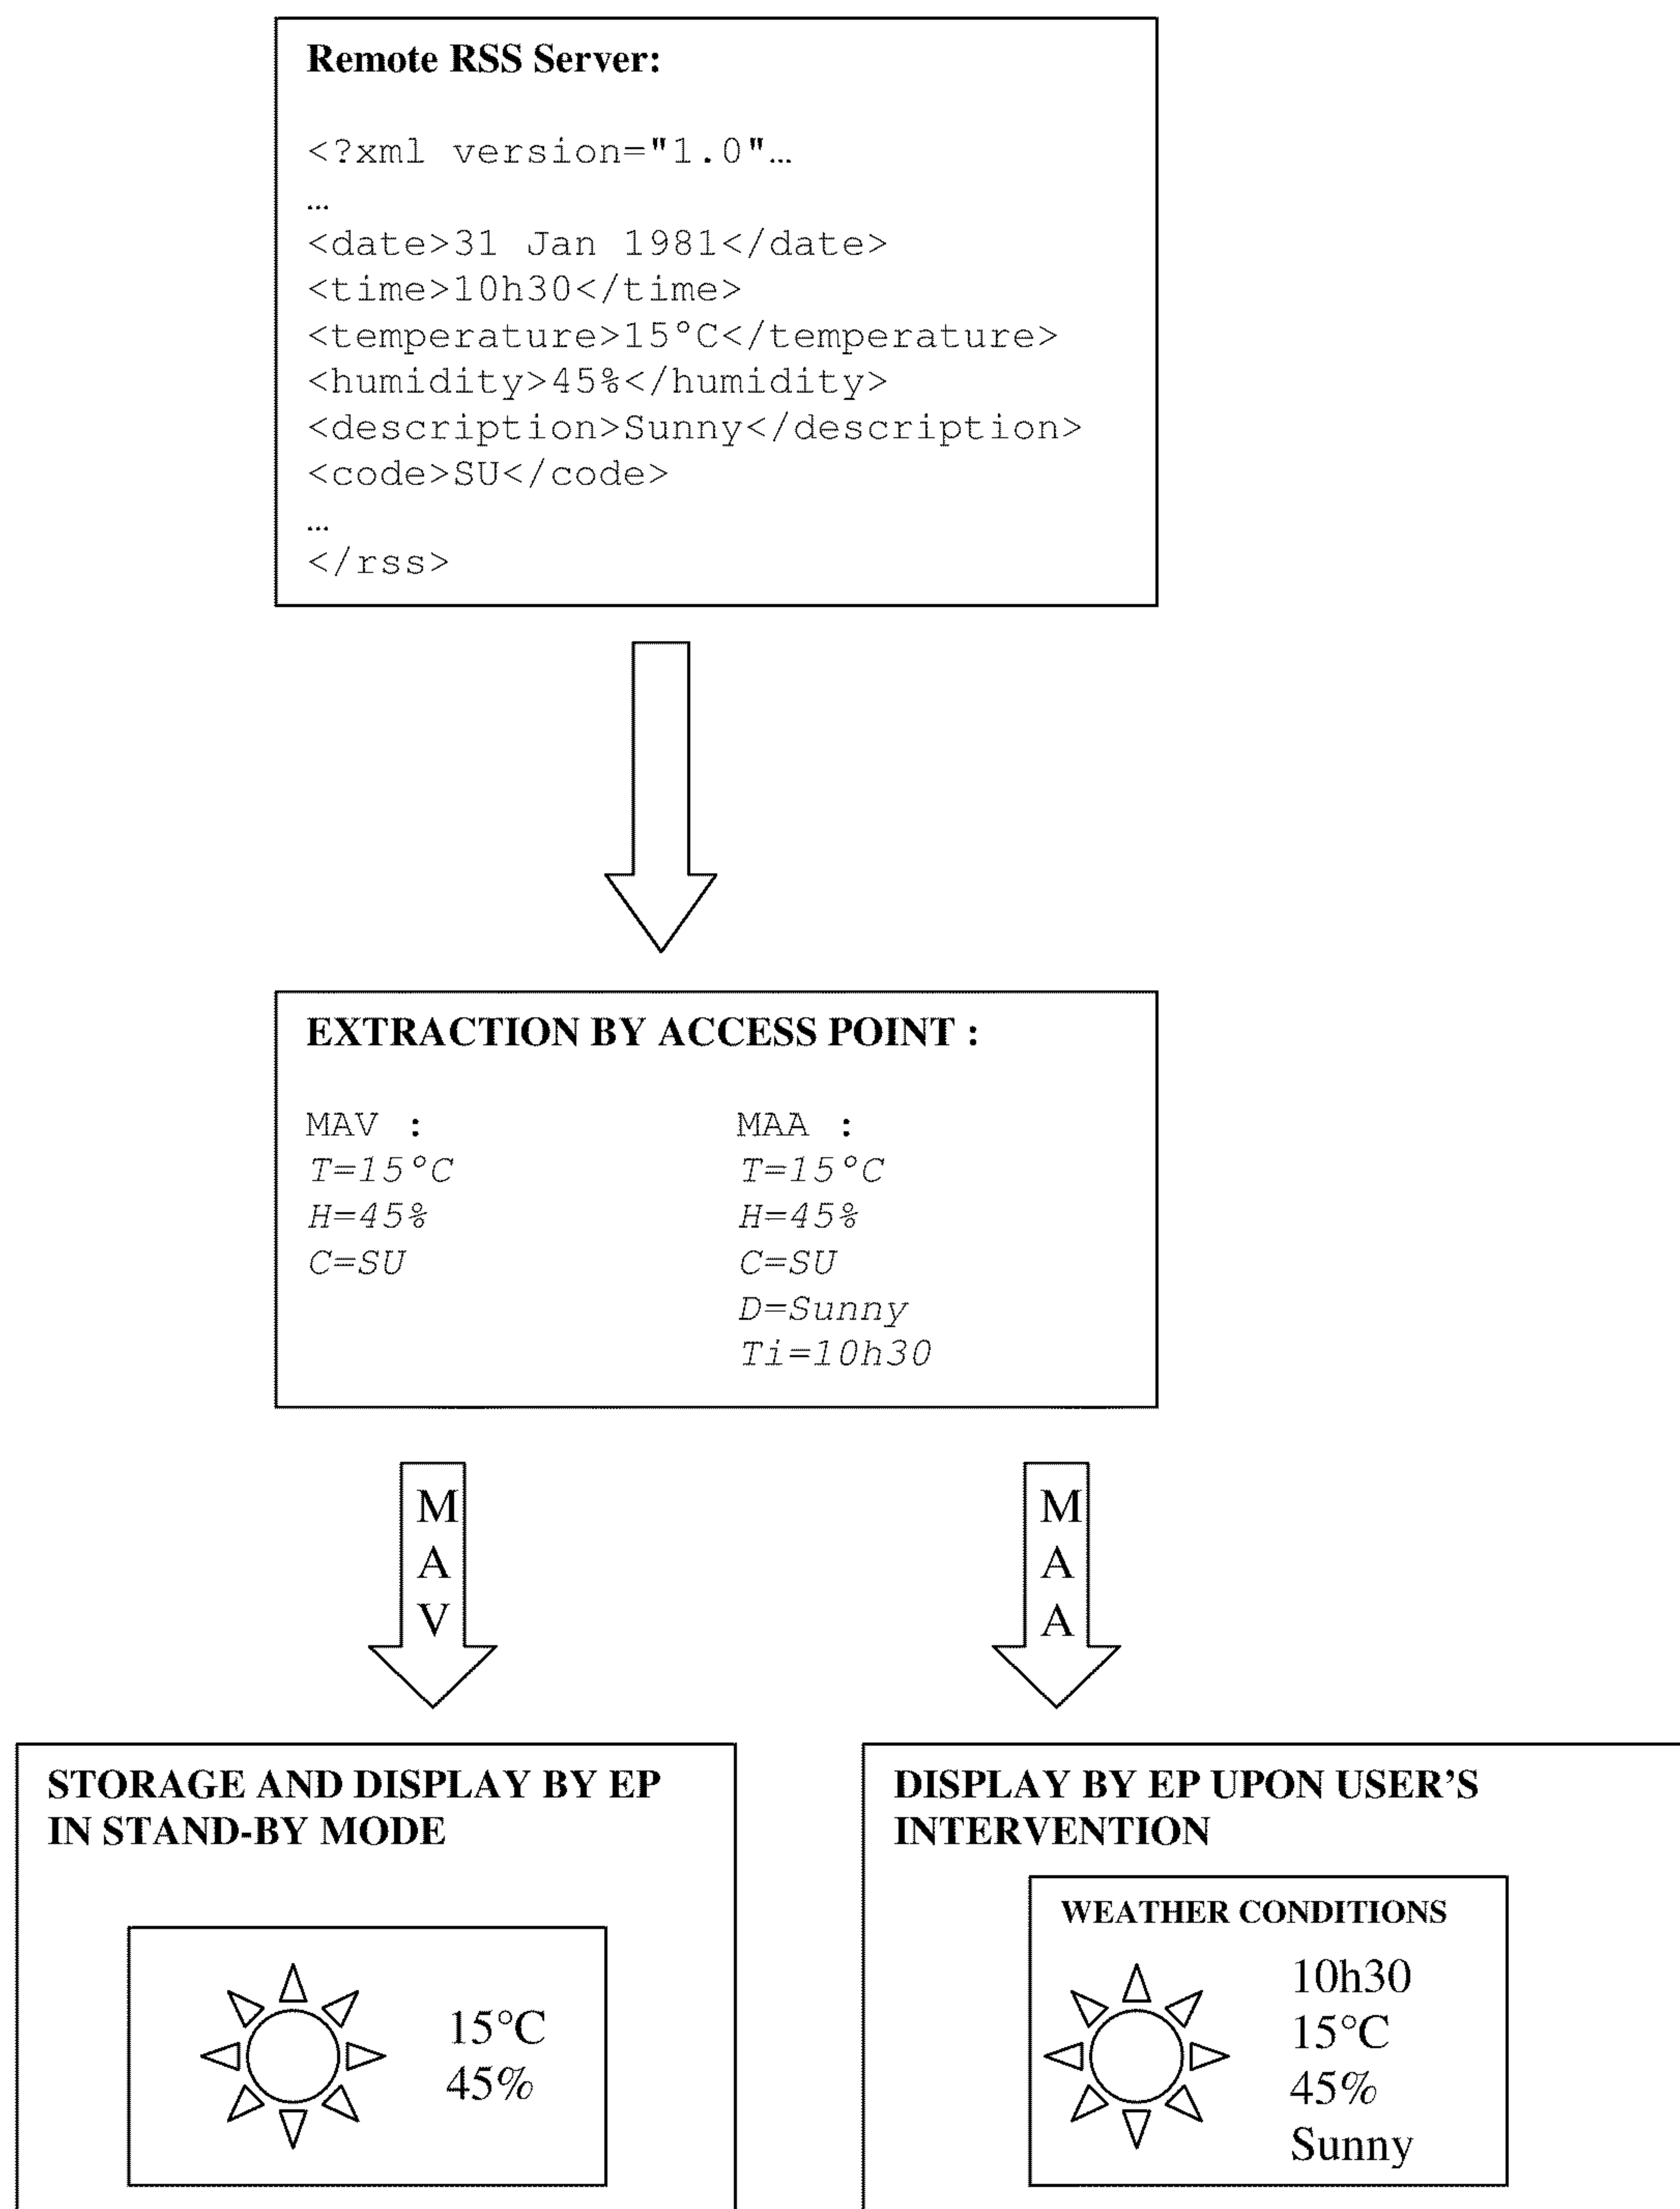 Remote RSS Server:
<?xml version="1.0"…
…
<date>31 Jan 1981</date>
<time>10h30</time>
<temperature>15°C</temperature>
<humidity>45%</humidity>
<description>Sunny</description>
<code>SU</code>
…
</rss>
EXTRACTION BY ACCESS POINT :
MAV :
T=15°C
H=45%
C=SU
MAA :
T=15°C
H=45%
C=SU
D=Sunny
Ti=10h30
M
A
V
M
A
A
STORAGE AND DISPLAY BY EP
IN STAND-BY MODE
15°C
45%
DISPLAY BY EP UPON USER'S
INTERVENTION
WEATHER CONDITIONS
10h30
15°C
45%
Sunny